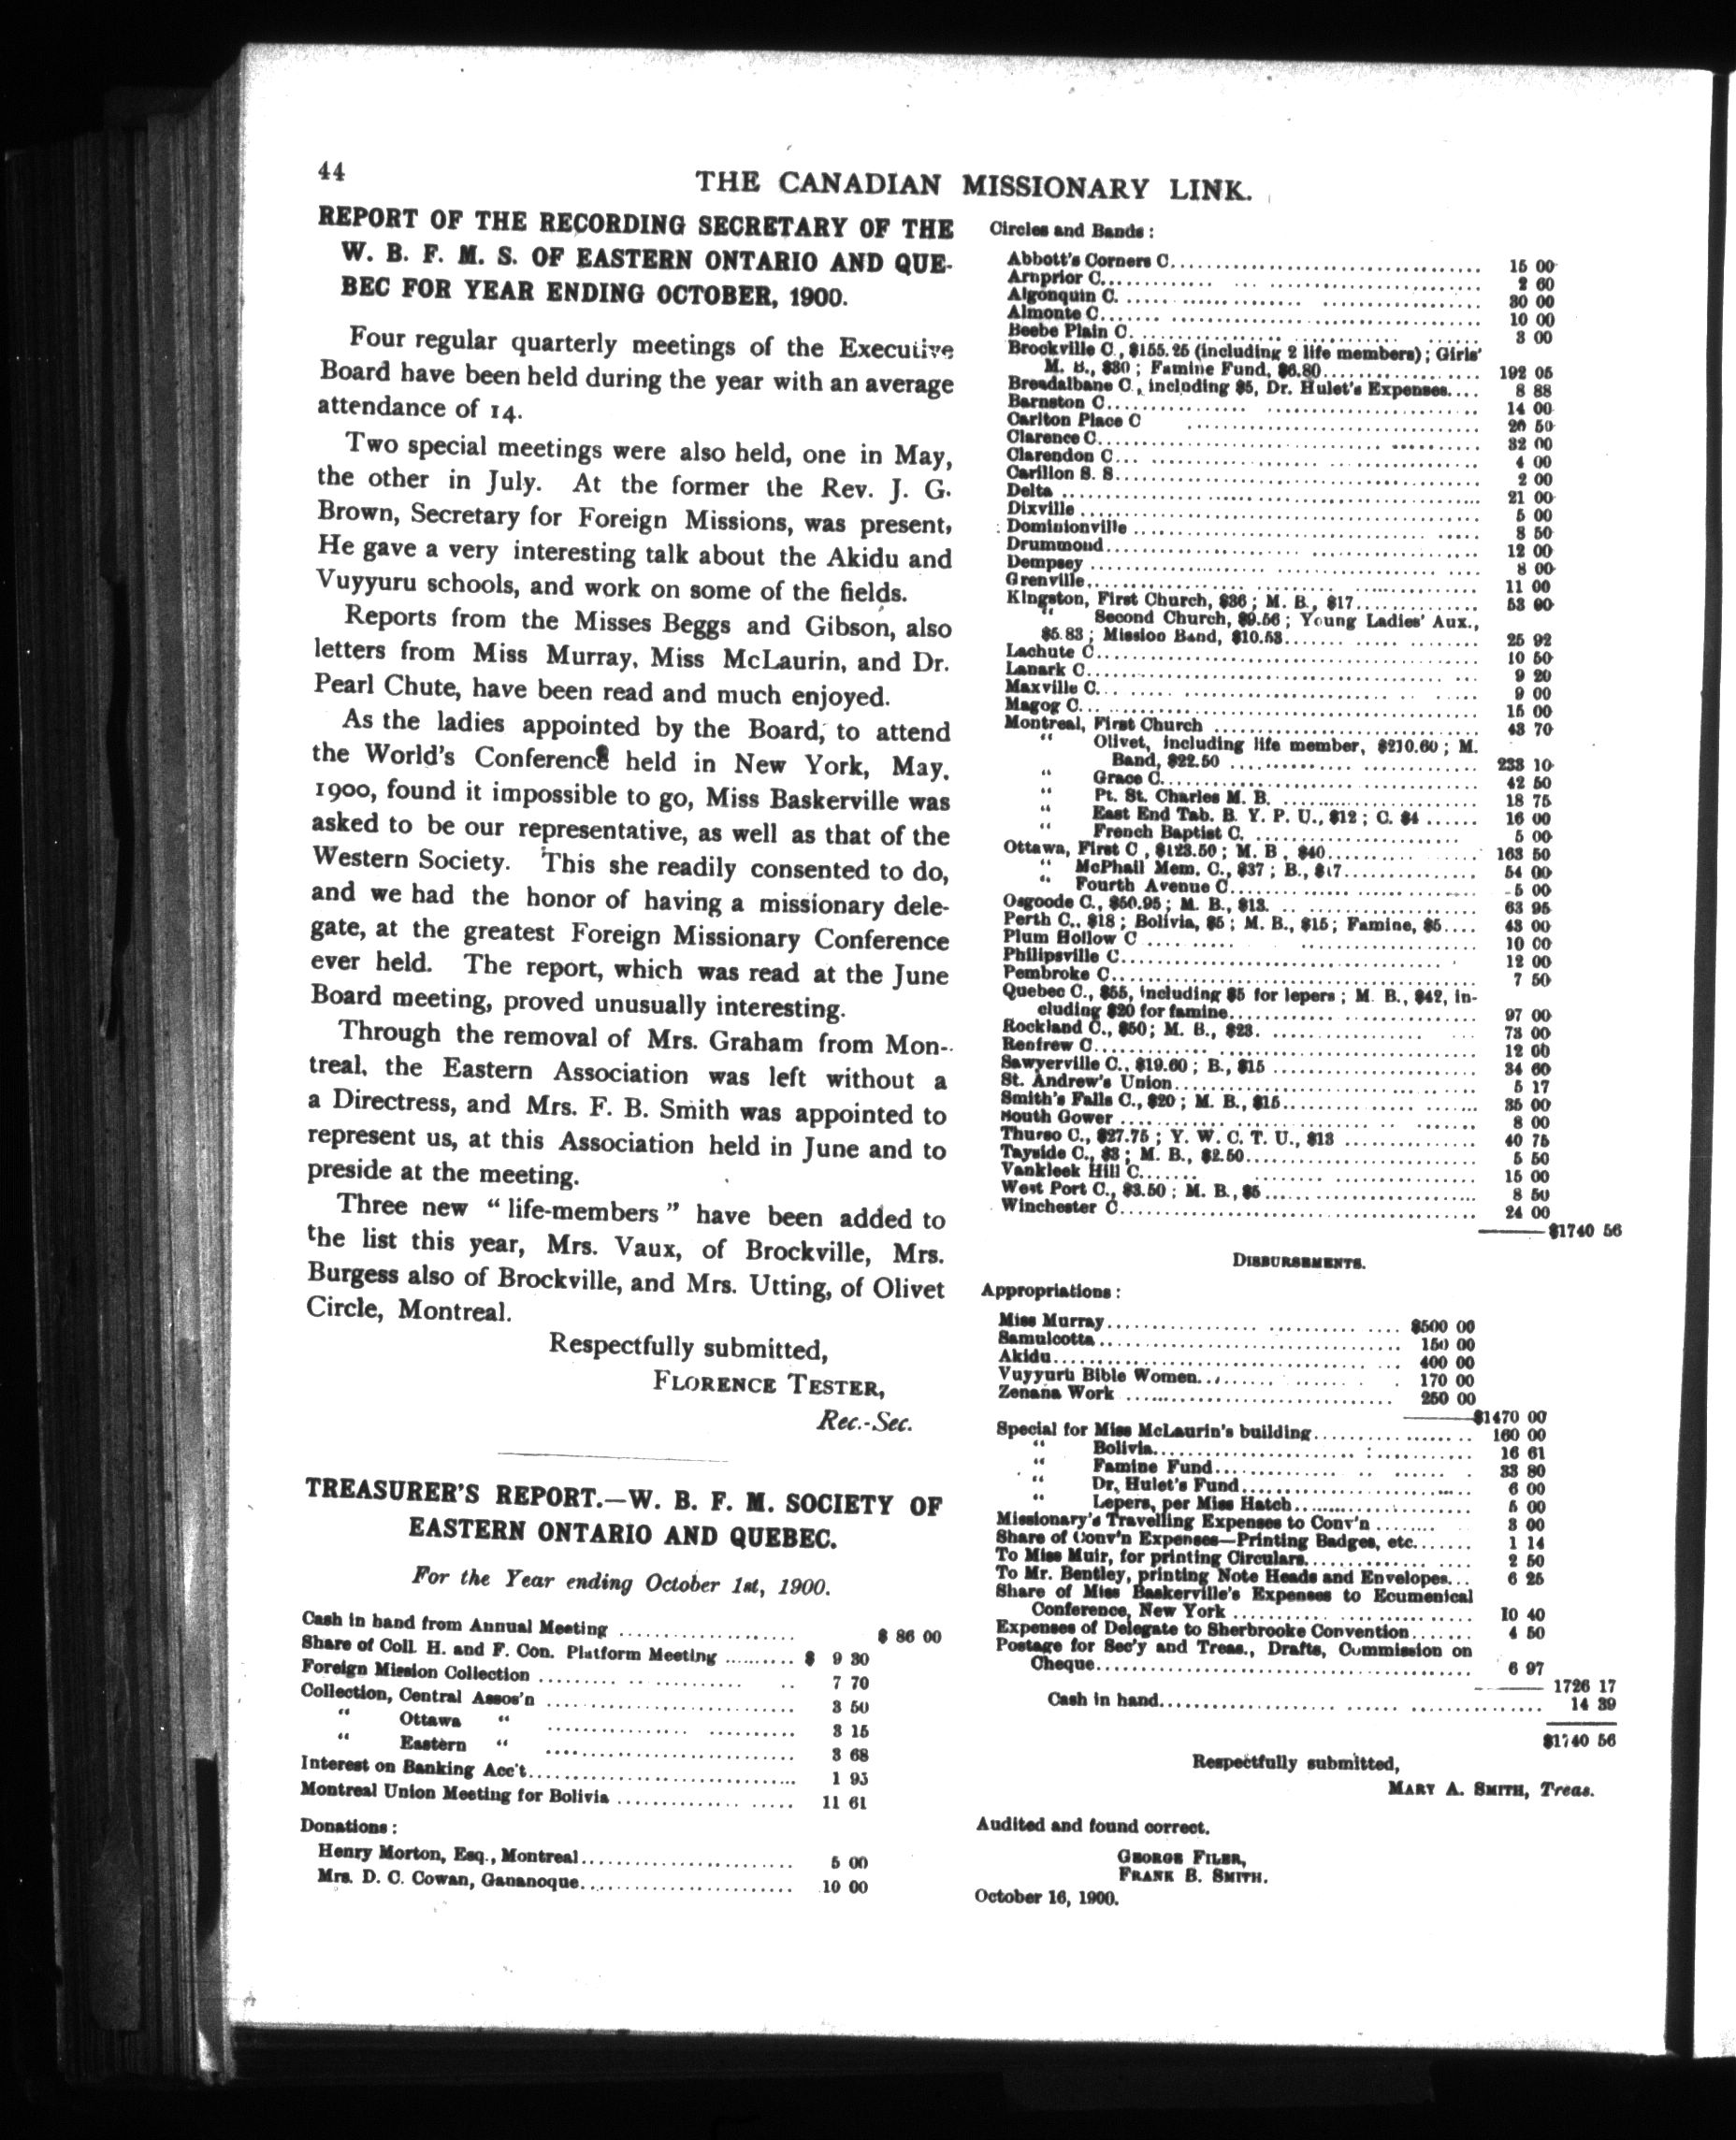 44
THE CANADIAN MISSIONARY LINK.
REPORT OF THE RECORDING SECRETARY OF THE
W. B. F. M. S. OF EASTERN ONTARIO AND QUE-
BEC FOR YEAR ENDING OCTOBER, 1900.
Four regular quarterly meetings of the Executive
Board have been held during the year with an average
attendance of 14.
Two special meetings were also held, one in May,
the other in July. At the former the Rev. J. G.
Brown, Secretary for Foreign Missions, was present,
He gave a very interesting talk about the Akidu and
Vuyyuru schools, and work on some of the fields.
Reports from the Misses Beggs and Gibson, also
letters from Miss Murray, Miss McLaurin, and Dr.
Pearl Chute, have been read and much enjoyed.
As the ladies appointed by the Board, to attend
the World's Conference held in New York, May,
1900, found it impossible to go, Miss Baskerville was
asked to be our representative, as well as that of the
Western Society. This she readily consented to do,
and we had the honor of having a missionary dele-
gate, at the greatest Foreign Missionary Conference
ever held. The report, which was read at the June
Board meeting, proved unusually interesting.
Through the removal of Mrs. Graham from Mon-
treal, the Eastern Association was left without a
a Directress, and Mrs. F. B. Smith was appointed to
represent us, at this Association held in June and to
preside at the meeting.
Three new "life-members" have been added to
the list this year, Mrs. Vaux, of Brockville, Mrs.
Burgess also of Brockville, and Mrs. Utting, of Olivet
Circle, Montreal.
Respectfully submitted,
FLORENCE TESTER,
Rec.-Sec.
TREASURER'S REPORT.—W. B. F. M. SOCIETY OF
EASTERN ONTARIO AND QUEBEC.
For the Year ending October 1st, 1900.
Cash in hand from Annual Meeting .................... $ 86 00
Share of Coll. H. and F. Con. Platform Meeting .......... $ 9 30
Foreign Mission Collection .................... 7 70
Collection, Central Assos'n .................... 3 50
" Ottawa " .................... 3 15
" Eastern " .................... 3 68
Interest on Banking Acc't.................... 1 93
Montreal Union Meeting for Bolivia .................... 11 61
Donations :
Henry Morton, Esq., Montreal.................... 5 00
Mrs. D. C. Cowan, Gananoque.................... 10 00
Circles and Bands :
Abbott's Corners C.................... 15 00
Arnprior C.................... 2 60
Algonquin C. .................... 30 00
Almonte C.................... 10 00
Beebe Plain C. .................... 3 00
Brockville C., $155.25 (including 2 life members) ; Girls'
M. B., $30 ; Famine Fund, $6.80.................... 192 05
Breadalbane C., including $5, Dr. Hulet's Expenses.... 8 88
Barnston C.................... 14 00
Carlton Place C .................... 20 50
Clarence C.................... 32 00
Clarendon C.................... 4 00
Carillon S. S.................... 2 00
Delta .................... 21 00
Dixville .................... 5 00
Dominionville .................... 8 50
Drummond.................... 12 00
Dempsey .................... 8 00
Grenville.................... 11 00
Kingston, First Church, $36 ; M. B., $17.................... 53 00
" Second Church, $9.56 ; Young Ladies' Aux.,
$5.83 ; Mission Band, $10.53.................... 25 92
Lachute C.................... 10 50
Lanark C.................... 9 20
Maxville C.................... 9 00
Magog C.................... 15 00
Montreal, First Church .................... 43 70
" Olivet, including life member, $210.60 ; M.
Band, $22.50 .................... 233 10
" Grace C.................... 42 50
" Pt. St. Charles M. B. .................... 18 75
" East End Tab. B. Y. P. U., $12 ; C. $4 ...... 16 00
" French Baptist C. .................... 5 00
Ottawa, First C., $123.50 ; M. B., $40.................... 163 50
" McPhail Mem. C., $37 ; B., $17.................... 54 00
" Fourth Avenue C.................... 5 00
Osgoode C., $50.95 ; M. B., $13. .................... 63 95
Perth C., $18 ; Bolivia, $5 ; M. B., $15 ; Famine, $5.... 43 00
Plum Hollow C .................... 10 00
Philipsville C.................... 12 00
Pembroke C.................... 7 50
Quebec C., $55, including $5 for lepers ; M. B., $42, in-
cluding $20 for famine.................... 97 00
Rockland C., $50; M. B., $23. .................... 73 00
Renfrew C.................... 12 00
Sawyerville C., $19.60 ; B., $15 .................... 34 60
St. Andrew's Union.................... 5 17
Smith's Falls C., $20 ; M. B., $15.................... 35 00
South Gower .................... 8 00
Thurso C., $27.75 ; Y. W. C. T. U., $13 .................... 40 75
Tayside C., $3 ; M. B., $2.50.................... 5 50
Vankleek Hill C.................... 15 00
West Port C., $3.50 ; M. B., $5 .................... 8 50
Winchester C.................... 24 00
$1740 56
DISBURSEMENTS.
Appropriations :
Miss Murray.................... $500 00
Samulcotta .................... 150 00
Akidu.................... 400 00
Vuyyuru Bible Women.................... 170 00
Zenana Work .................... 250 00
$1470 00
Special for Miss McLaurin's building.................... 160 00
" Bolivia.................... 16 61
" Famine Fund.................... 33 80
" Dr. Hulet's Fund.................... 6 00
" Lepers, per Miss Hatch.................... 5 00
Missionary's Travelling Expenses to Conv'n ........ 3 00
Share of Conv'n Expenses—Printing Badges, etc....... 1 14
To Miss Muir, for printing Circulars.................... 2 50
To Mr. Bentley, printing Note Heads and Envelopes... 6 25
Share of Miss Baskerville's Expenses to Ecumenical
Conference, New York .................... 10 40
Expenses of Delegate to Sherbrooke Convention....... 4 50
Postage for Sec'y and Treas., Drafts, Commission on
Cheque.................... 6 97
1726 17
Cash in hand.................... 14 39
$1740 56
Respectfully submitted,
MARY A. SMITH, Treas.
Audited and found correct.
GEORGE FILER,
FRANK B. SMITH.
October 16, 1900.